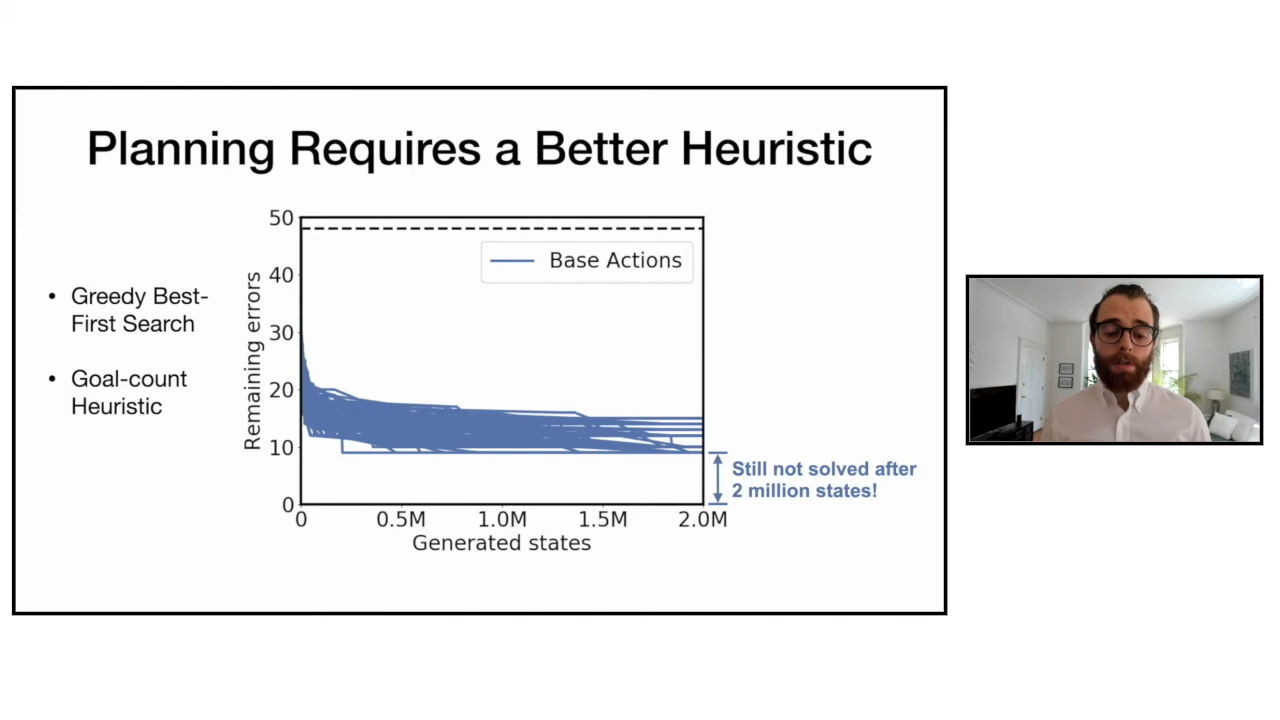 Planning Requires a Better Heuristic
• Greedy Best-
First Search
• Goal-count
Heuristic
50
40
30
20
10
0
Remaining errors
Base Actions
0
0.5M
1.0M
1.5M
2.0M
Generated states
Still not solved after
2 million states!